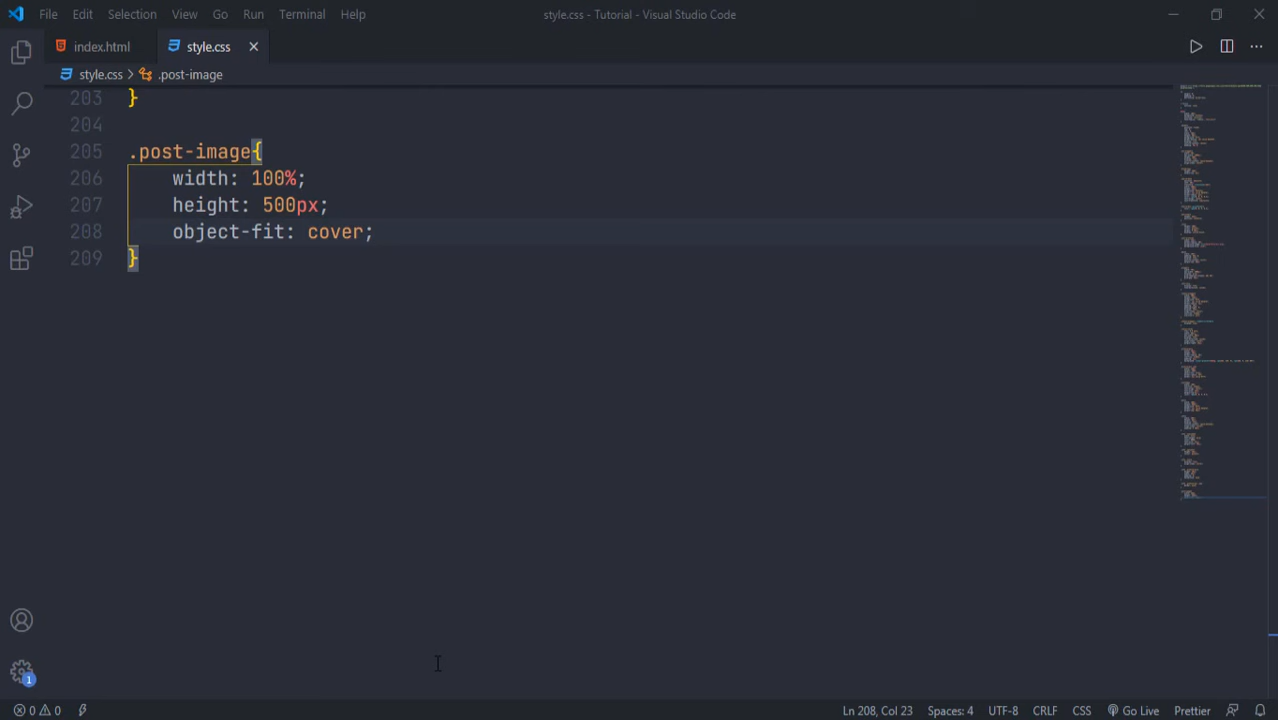 File Edit Selection View Go Run Terminal Help style.css - Tutorial - Visual Studio Code
index.html style.css
style.css .post-image
203 }
204
205 .post-image{
206 width: 100%;
207 height: 500px;
208 object-fit: cover;
209 }
1
0 0 Ln 208, Col 23 Spaces: 4 UTF-8 CRLF CSS Go Live Prettier